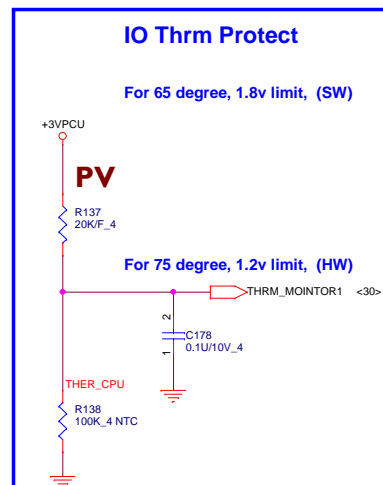 IO Thrm Protect
For 65 degree, 1.8v limit, (SW)
+3VPCU
PV
R137
20K/F_4
For 75 degree, 1.2v limit, (HW)
THRM_MOINTOR1 <30>
2
C178
0.1U/10V_4
1
THER_CPU
R138
100K_4 NTC